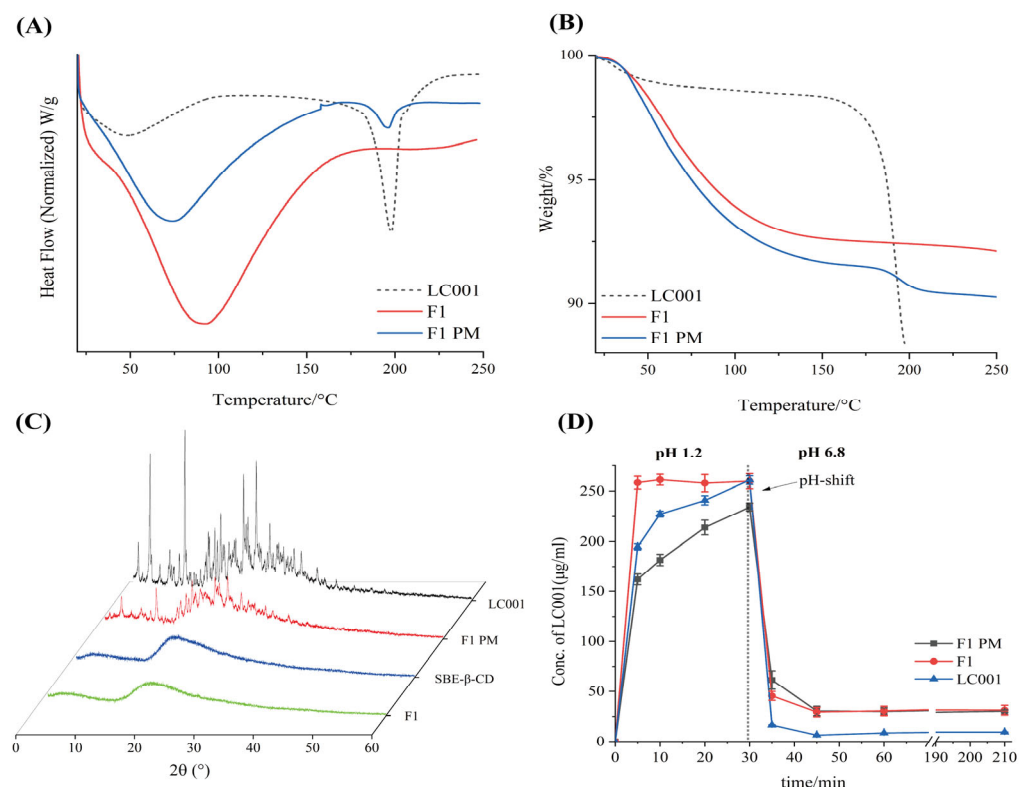 (A)
Heat Flow (Normalized) W/g
LC001
F1
F1 PM
50 100 150 200 250
Temperature/°C
(B)
Weight/%
100
95
90
LC001
F1
F1 PM
50 100 150 200 250
Temperature/°C
(C)
LC001
F1 PM
SBE-β-CD
F1
0 10 20 30 40 50 60
2θ (°)
(D)
pH 1.2 pH 6.8
pH-shift
Conc. of LC001(μg/ml)
250
200
150
100
50
0
F1 PM
F1
LC001
0 10 20 30 40 50 60 190 200 210
time/min